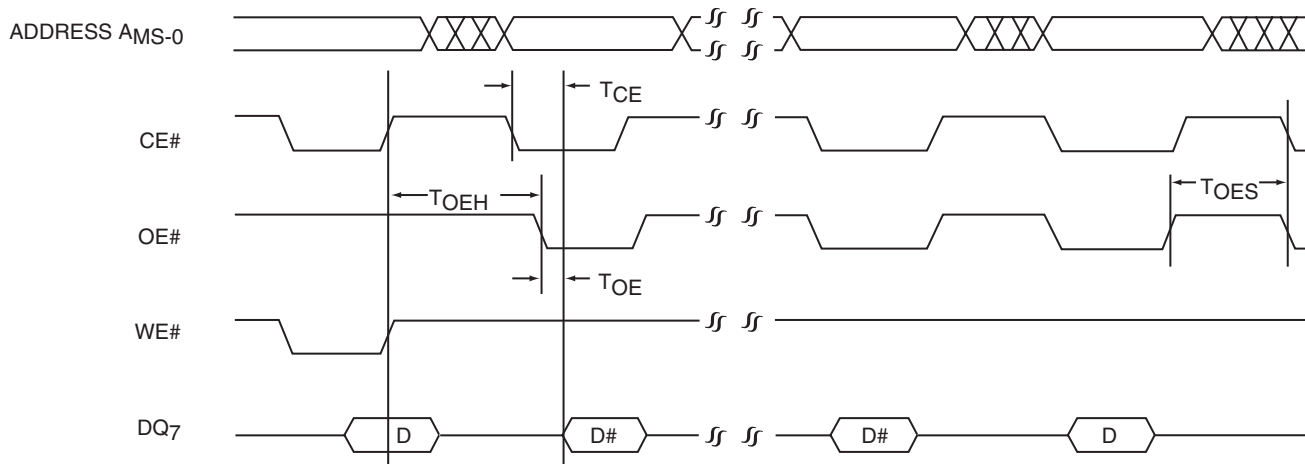 ADDRESS AMS-0
TCE
CE#
TOEH
TOES
OE#
TOE
WE#
DQ7
D
D#
D#
D